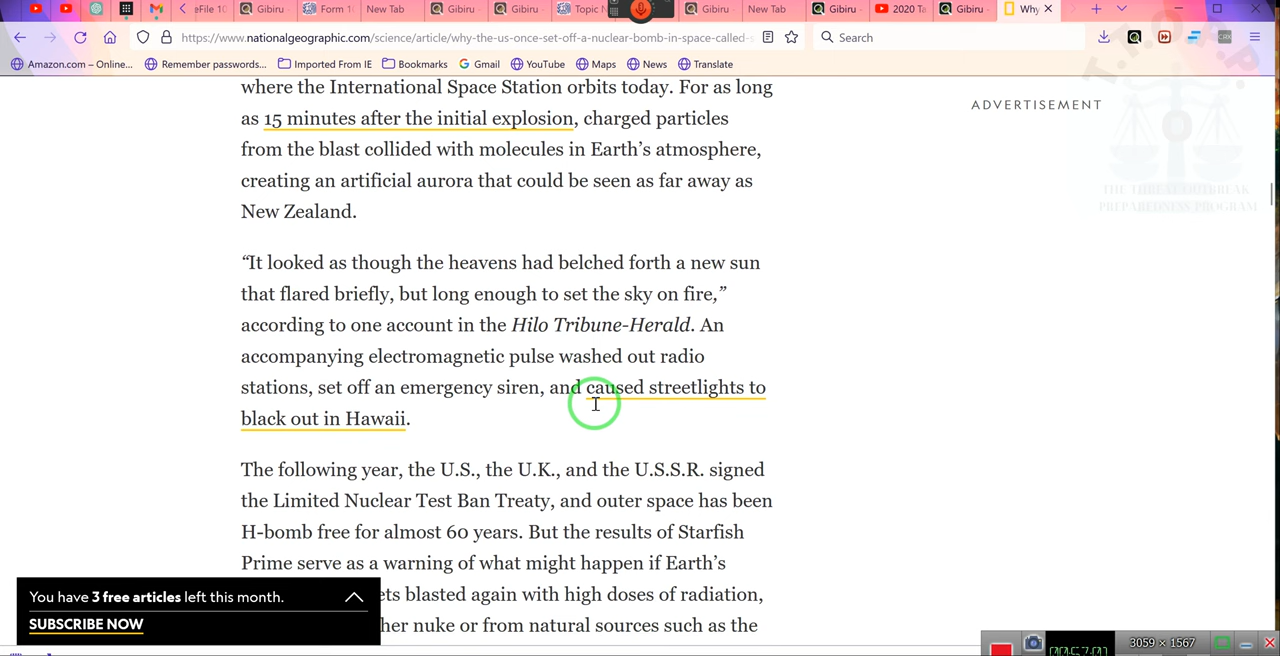 eFile 10
Gibiru
Form 1
New Tab
Gibiru
Gibiru
Topic
Gibiru
New Tab
Gibiru
2020 Ta
Gibiru
Why
https://www.nationalgeographic.com/science/article/why-the-us-once-set-off-a-nuclear-bomb-in-space-called-s
Search
Amazon.com – Online...
Remember passwords...
Imported From IE
Bookmarks
Gmail
YouTube
Maps
News
Translate
T.O.R.P.
where the International Space Station orbits today. For as long
as 15 minutes after the initial explosion, charged particles
from the blast collided with molecules in Earth’s atmosphere,
creating an artificial aurora that could be seen as far away as
New Zealand.
ADVERTISEMENT
THE THREAT OUTBREAK
PREPAREDNESS PROGRAM
“It looked as though the heavens had belched forth a new sun
that flared briefly, but long enough to set the sky on fire,”
according to one account in the Hilo Tribune-Herald. An
accompanying electromagnetic pulse washed out radio
stations, set off an emergency siren, and caused streetlights to
black out in Hawaii.
The following year, the U.S., the U.K., and the U.S.S.R. signed
the Limited Nuclear Test Ban Treaty, and outer space has been
H-bomb free for almost 60 years. But the results of Starfish
Prime serve as a warning of what might happen if Earth’s
ets blasted again with high doses of radiation,
her nuke or from natural sources such as the
You have 3 free articles left this month.
SUBSCRIBE NOW
00:57:01
3059 × 1567